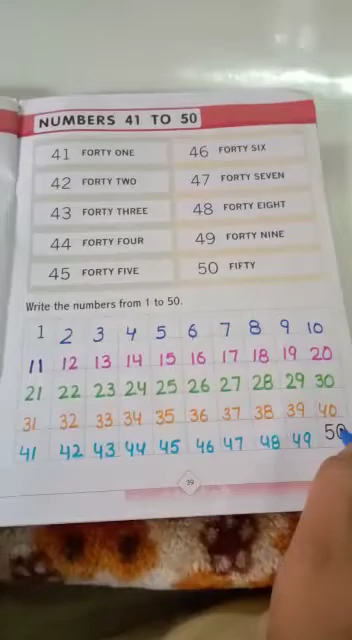 NUMBERS 41 TO 50
41 FORTY ONE
46 FORTY SIX
42 FORTY TWO
47 FORTY SEVEN
43 FORTY THREE
48 FORTY EIGHT
44 FORTY FOUR
49 FORTY NINE
45 FORTY FIVE
50 FIFTY
Write the numbers from 1 to 50.
1 2 3 4 5 6 7 8 9 10
11 12 13 14 15 16 17 18 19 20
21 22 23 24 25 26 27 28 29 30
31 32 33 34 35 36 37 38 39 40
41 42 43 44 45 46 47 48 49 50
39